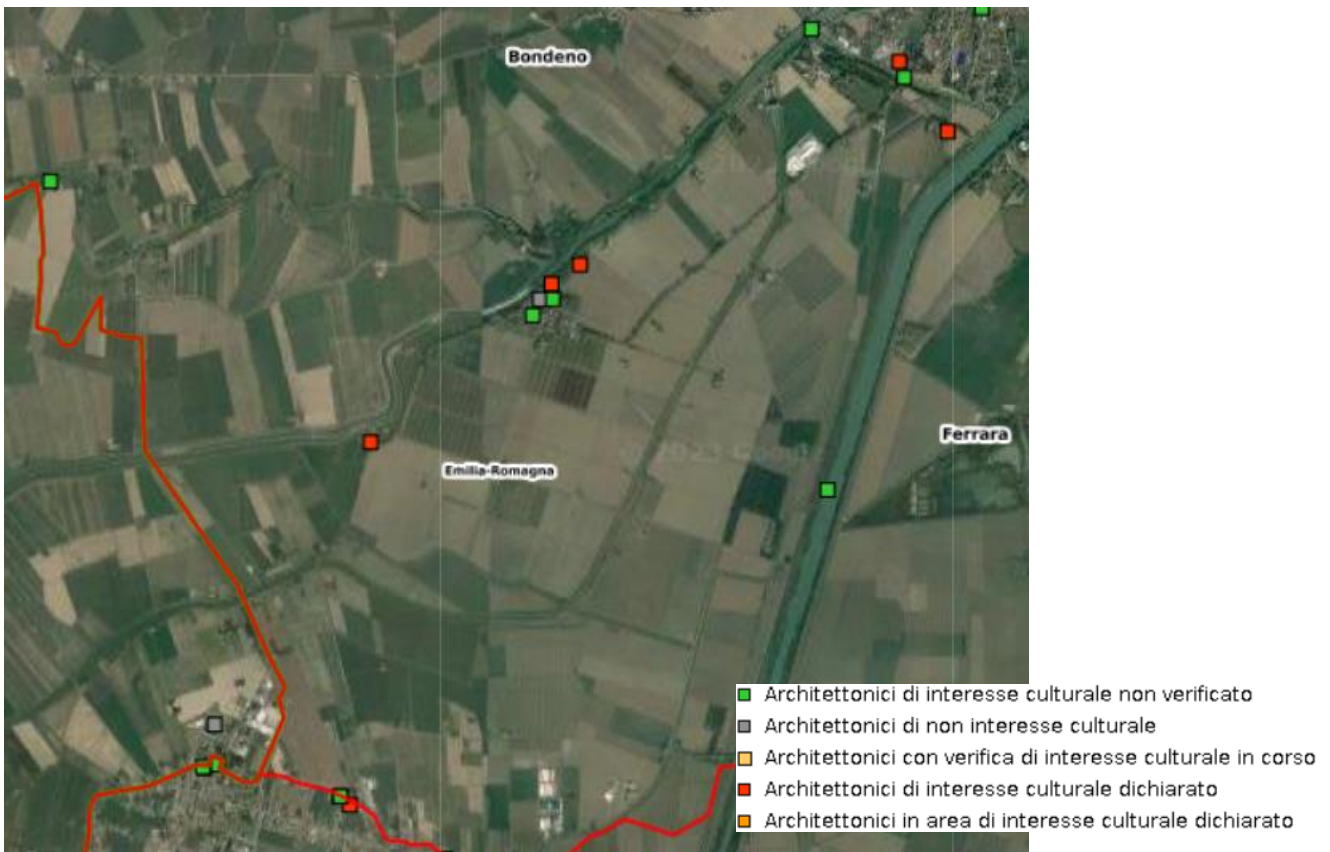 Bondeno
Ferrara
Emilia-Romagna
Architettonici di interesse culturale non verificato
Architettonici di non interesse culturale
Architettonici con verifica di interesse culturale in corso
Architettonici di interesse culturale dichiarato
Architettonici in area di interesse culturale dichiarato